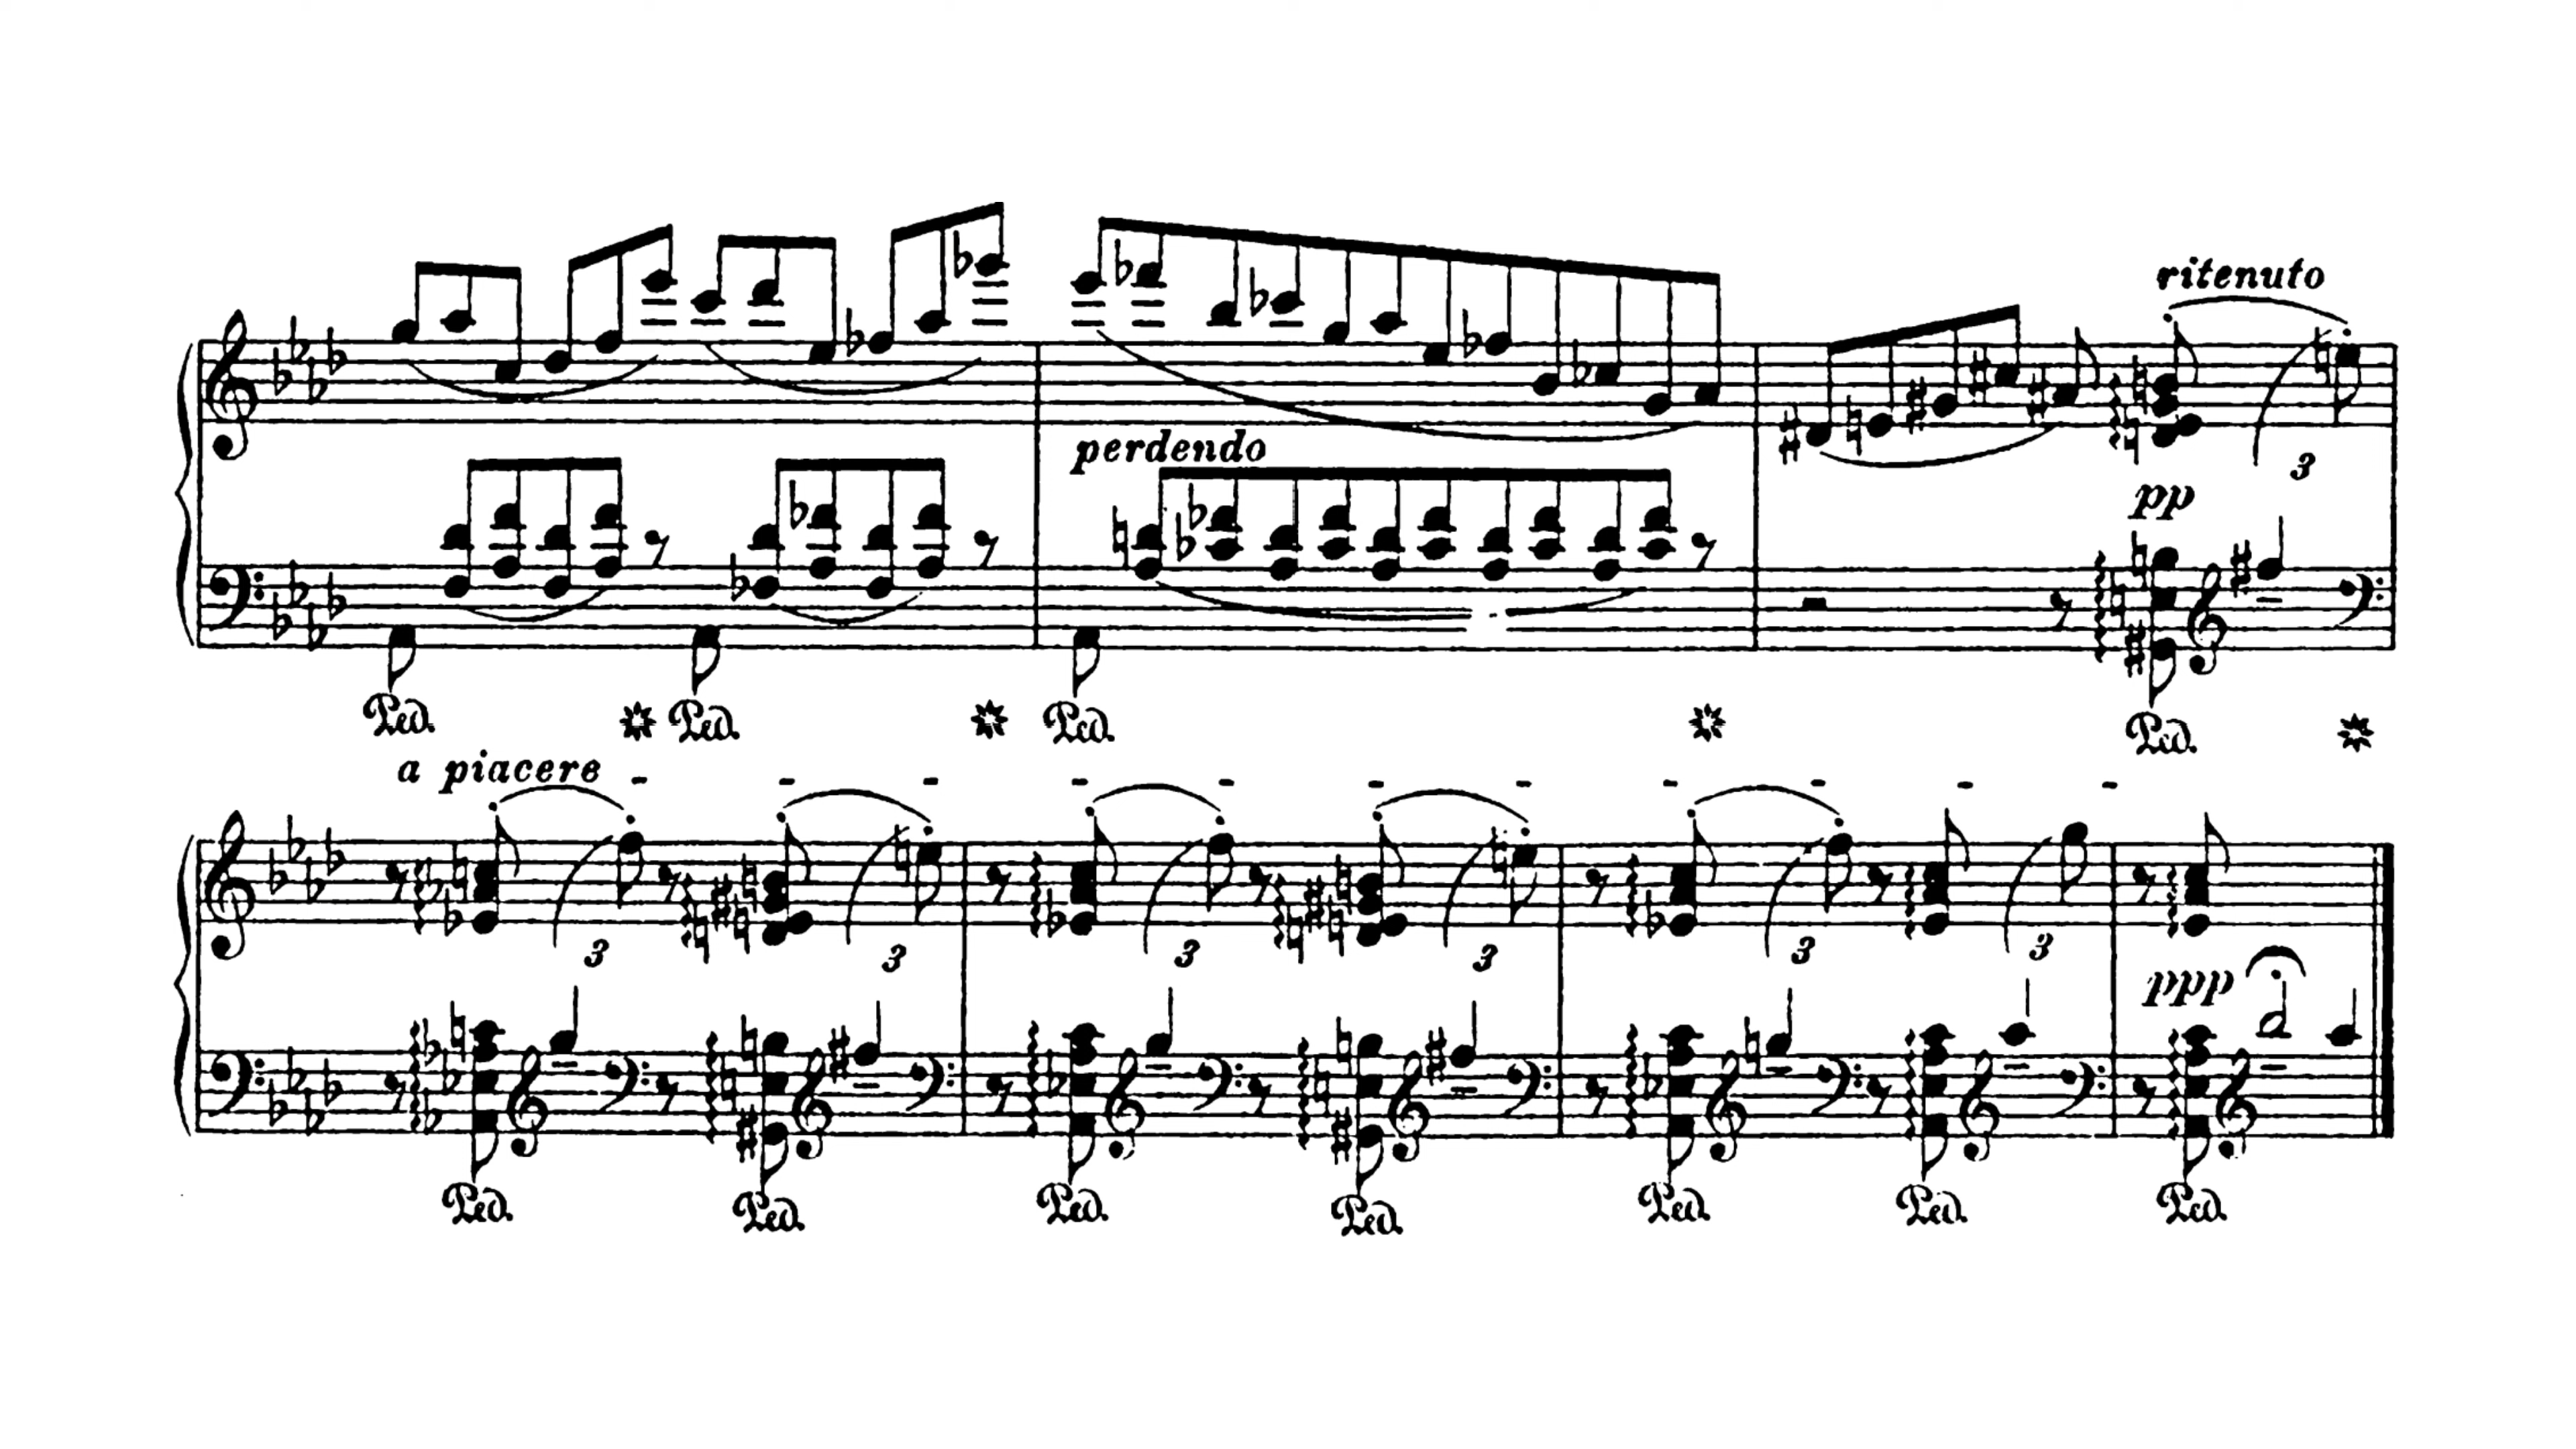 ritenuto
perdendo
3
pp
Ped. Ped. Ped. Ped.
a piacere - - - - - - - - - - -
3 3 3 3 3 3
ppp
Ped. Ped. Ped. Ped. Ped. Ped. Ped.